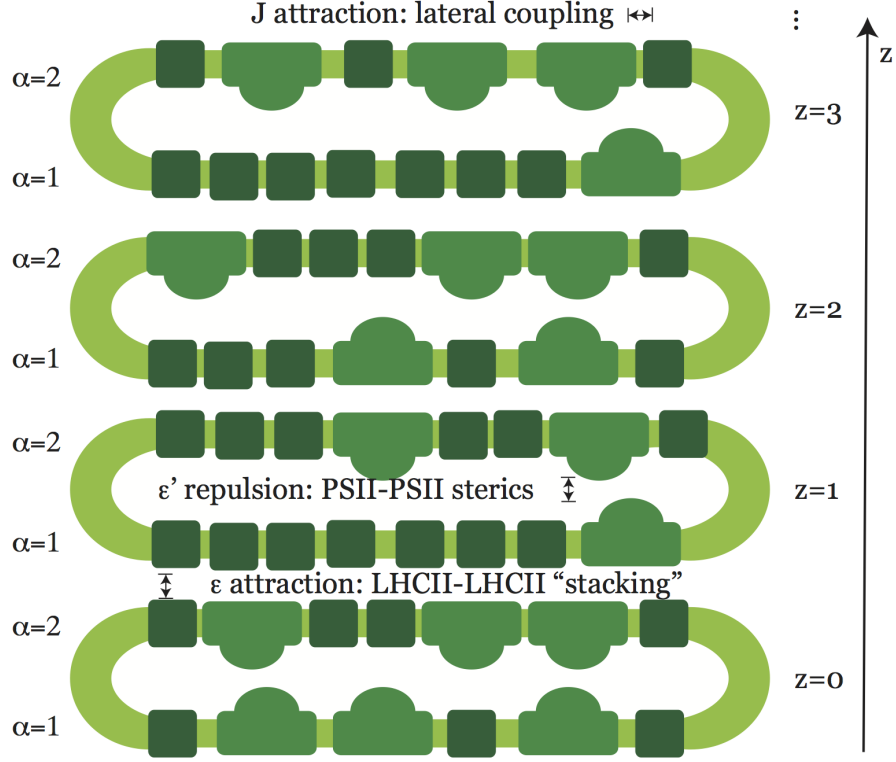 J attraction: lateral coupling
⋮
z
α=2
z=3
α=1
α=2
z=2
α=1
α=2
ε’ repulsion: PSII-PSII sterics
z=1
α=1
ε attraction: LHCII-LHCII “stacking”
α=2
z=0
α=1